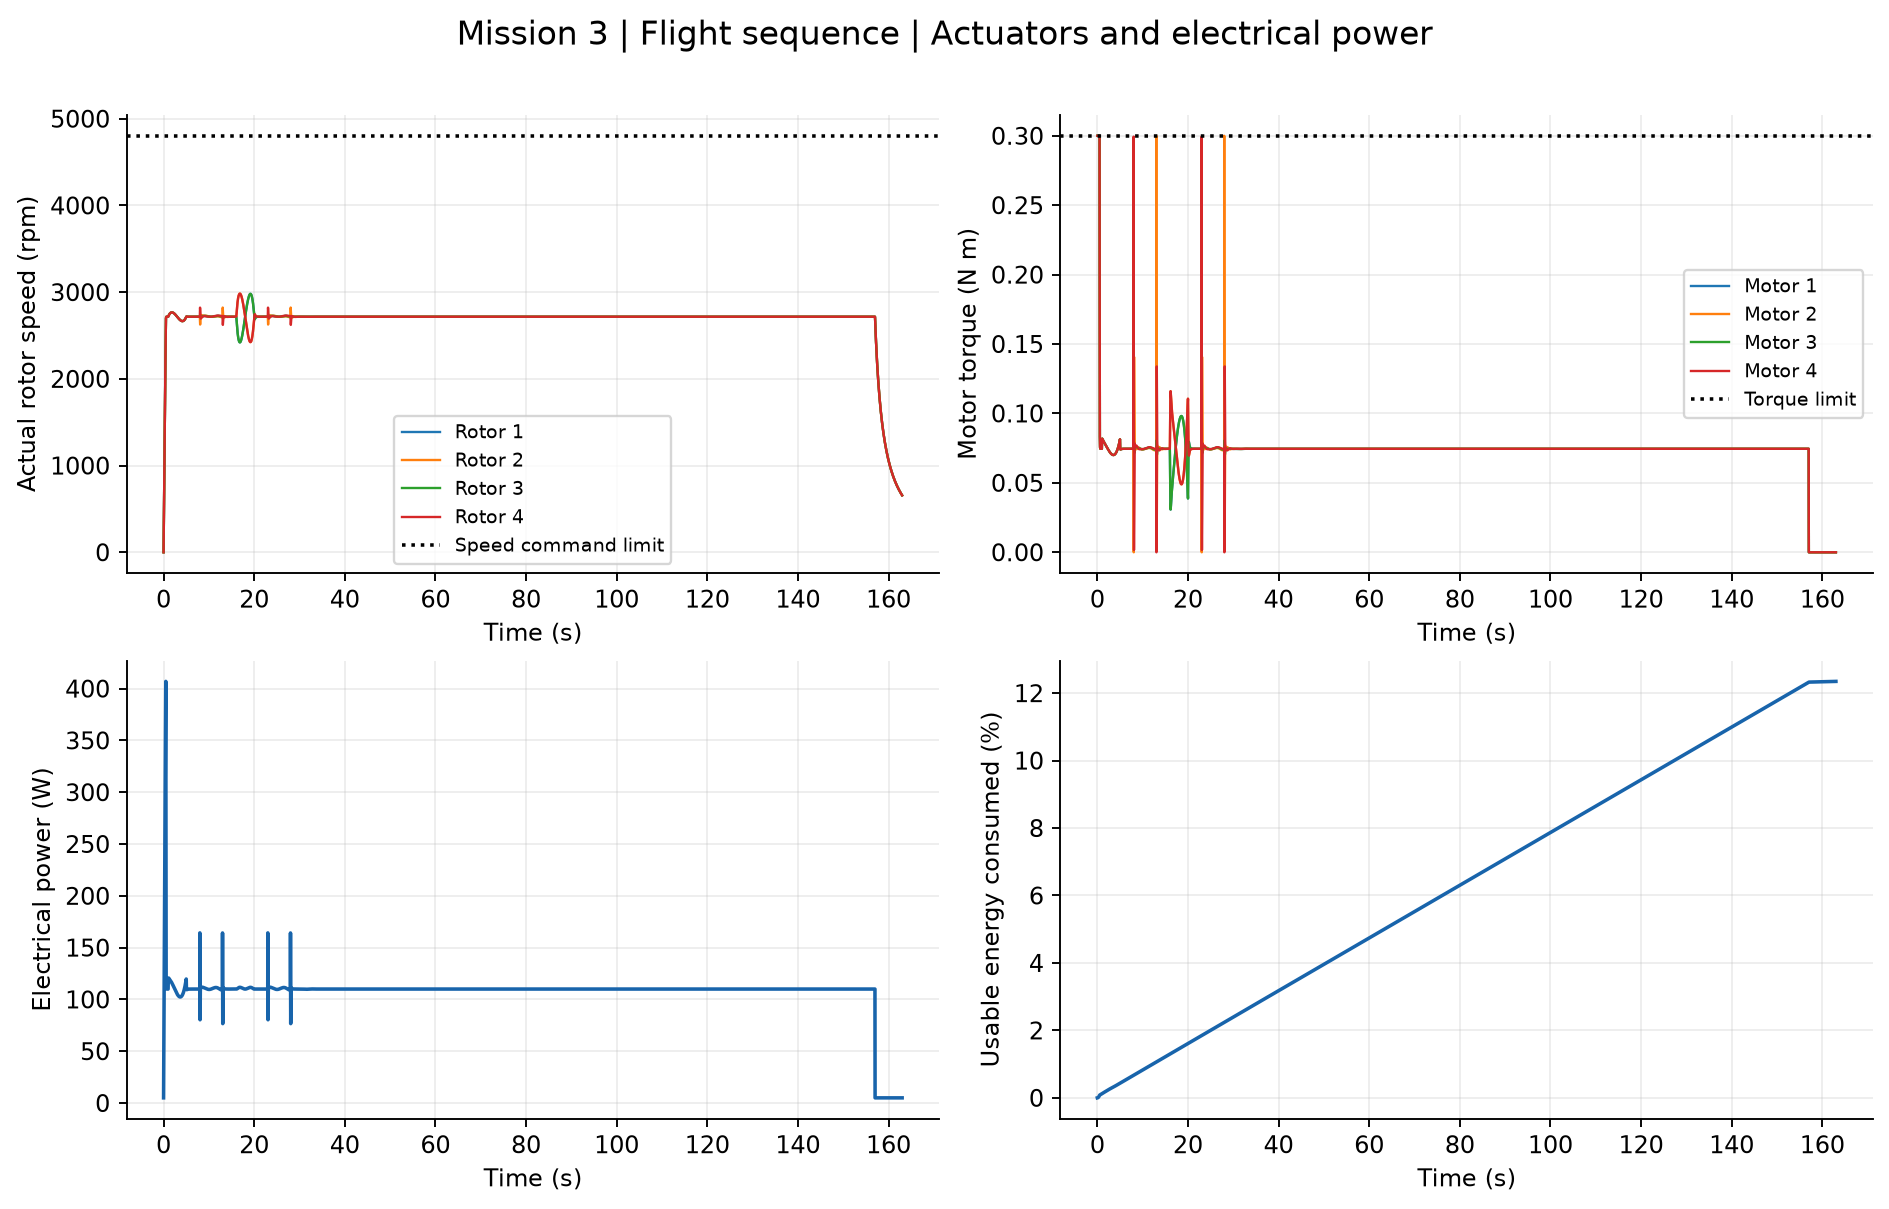 Mission 3 | Flight sequence | Actuators and electrical power
Actual rotor speed (rpm)
5000
4000
3000
2000
1000
0
Rotor 1
Rotor 2
Rotor 3
Rotor 4
Speed command limit
0 20 40 60 80 100 120 140 160
Time (s)
Motor torque (N m)
0.30
0.25
0.20
0.15
0.10
0.05
0.00
Motor 1
Motor 2
Motor 3
Motor 4
Torque limit
0 20 40 60 80 100 120 140 160
Time (s)
Electrical power (W)
400
350
300
250
200
150
100
50
0
0 20 40 60 80 100 120 140 160
Time (s)
Usable energy consumed (%)
12
10
8
6
4
2
0
0 20 40 60 80 100 120 140 160
Time (s)